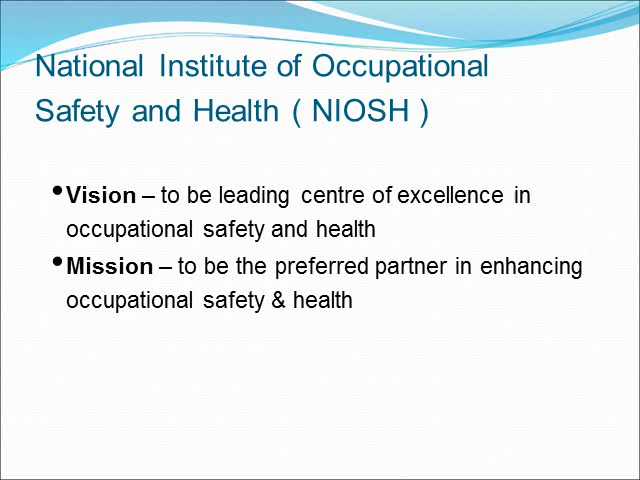 National Institute of Occupational
Safety and Health ( NIOSH )
•Vision – to be leading centre of excellence in
occupational safety and health
•Mission – to be the preferred partner in enhancing
occupational safety & health